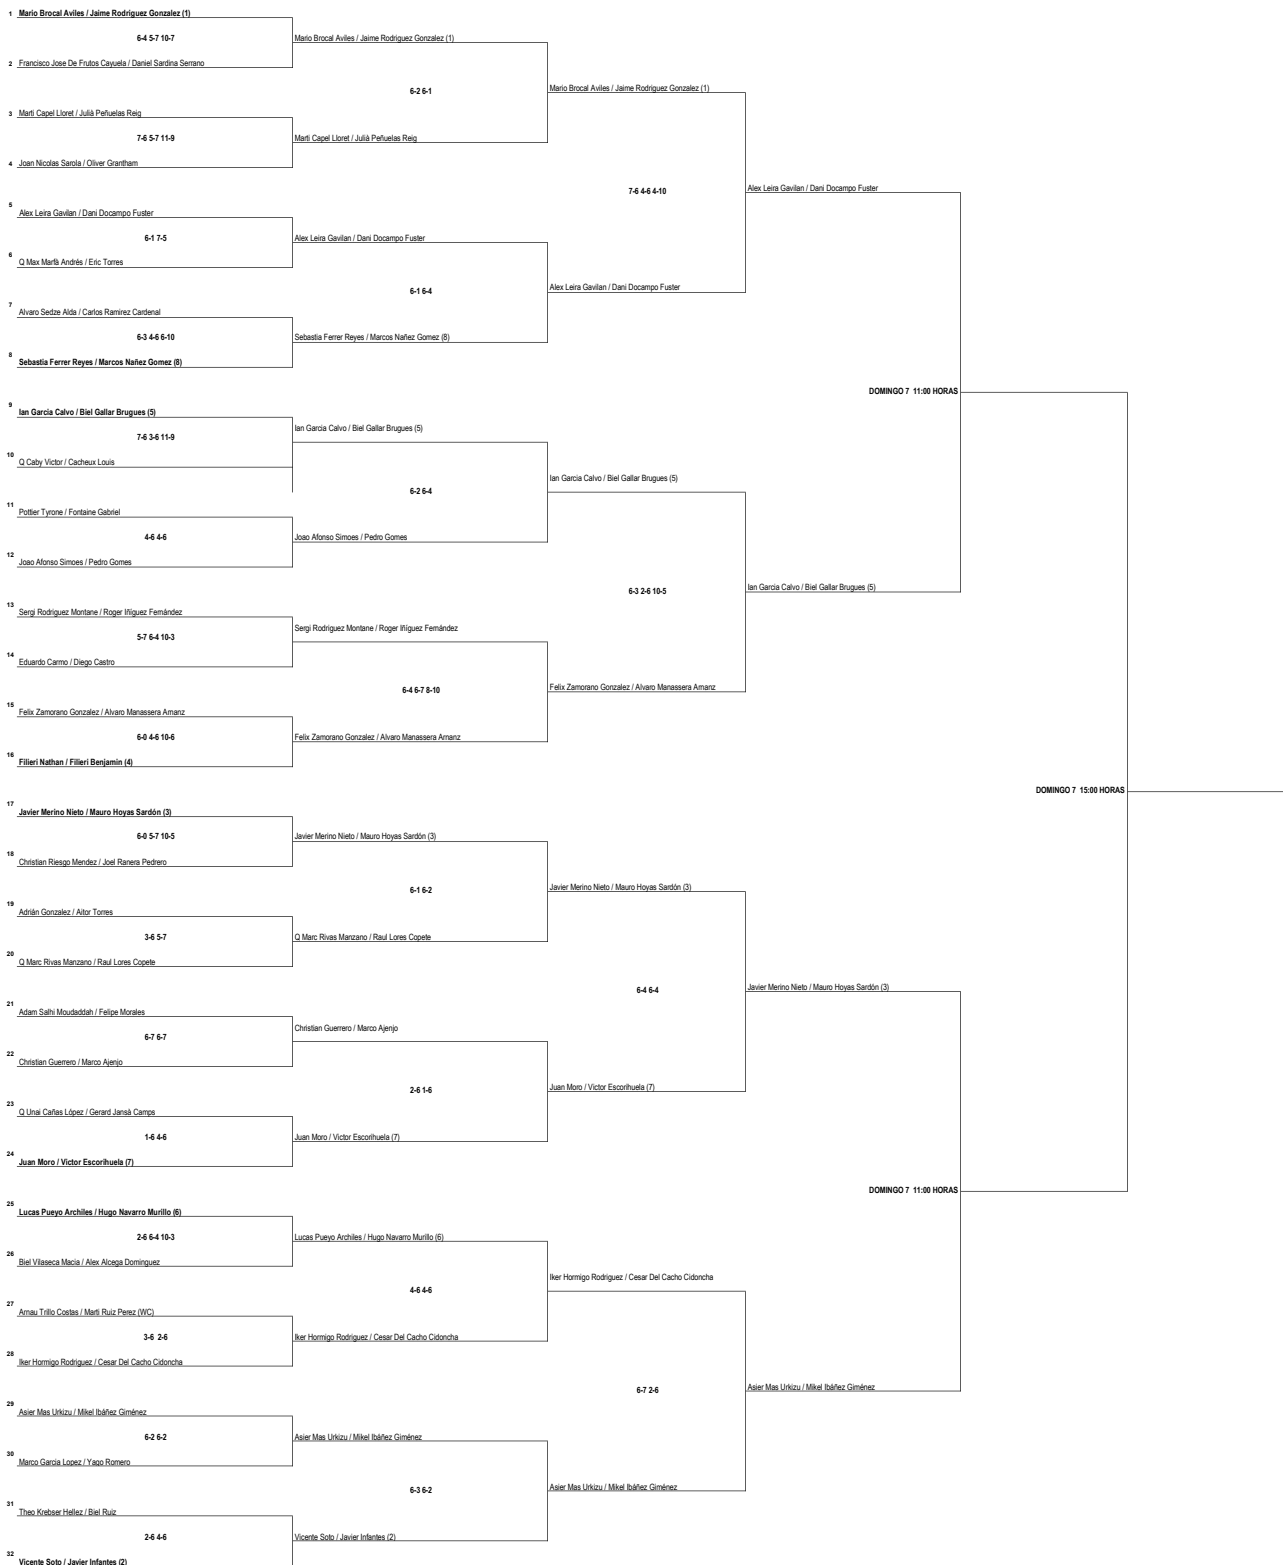 1 Mario Brocal Aviles / Jaime Rodriguez Gonzalez (1)
6-4 5-7 10-7
Mario Brocal Aviles / Jaime Rodriguez Gonzalez (1)
2 Francisco Jose De Frutos Cayuela / Daniel Sardina Serrano
6-2 6-1
Mario Brocal Aviles / Jaime Rodriguez Gonzalez (1)
3 Marti Capel Lloret / Julià Peñuelas Reig
7-6 5-7 11-9
Marti Capel Lloret / Julià Peñuelas Reig
4 Joan Nicolas Sarola / Oliver Grantham
7-6 4-6 4-10
Alex Leira Gavilan / Dani Docampo Fuster
5 Alex Leira Gavilan / Dani Docampo Fuster
6-1 7-5
Alex Leira Gavilan / Dani Docampo Fuster
6 Q Max Marfà Andrés / Eric Torres
6-1 6-4
Alex Leira Gavilan / Dani Docampo Fuster
7 Alvaro Sedze Alda / Carlos Ramirez Cardenal
6-3 4-6 6-10
Sebastia Ferrer Reyes / Marcos Nañez Gomez (8)
8 Sebastia Ferrer Reyes / Marcos Nañez Gomez (8)
DOMINGO 7 11:00 HORAS
9 Ian Garcia Calvo / Biel Gallar Brugues (5)
7-6 3-6 11-9
Ian Garcia Calvo / Biel Gallar Brugues (5)
10 Q Caby Victor / Cacheux Louis
6-2 6-4
Ian Garcia Calvo / Biel Gallar Brugues (5)
11 Pottier Tyrone / Fontaine Gabriel
4-6 4-6
Joao Afonso Simoes / Pedro Gomes
12 Joao Afonso Simoes / Pedro Gomes
6-3 2-6 10-5
Ian Garcia Calvo / Biel Gallar Brugues (5)
13 Sergi Rodriguez Montane / Roger Iñiguez Fernández
5-7 6-4 10-3
Sergi Rodriguez Montane / Roger Iñiguez Fernández
14 Eduardo Carmo / Diego Castro
6-4 6-7 8-10
Felix Zamorano Gonzalez / Alvaro Manassera Arnanz
15 Felix Zamorano Gonzalez / Alvaro Manassera Arnanz
6-0 4-6 10-6
Felix Zamorano Gonzalez / Alvaro Manassera Arnanz
16 Filieri Nathan / Filieri Benjamin (4)
DOMINGO 7 15:00 HORAS
17 Javier Merino Nieto / Mauro Hoyas Sardón (3)
6-0 5-7 10-5
Javier Merino Nieto / Mauro Hoyas Sardón (3)
18 Christian Riesgo Mendez / Joel Ranera Pedrero
6-1 6-2
Javier Merino Nieto / Mauro Hoyas Sardón (3)
19 Adrián Gonzalez / Aitor Torres
3-6 5-7
Q Marc Rivas Manzano / Raul Lores Copete
20 Q Marc Rivas Manzano / Raul Lores Copete
6-4 6-4
Javier Merino Nieto / Mauro Hoyas Sardón (3)
21 Adam Salhi Moudaddah / Felipe Morales
6-7 6-7
Christian Guerrero / Marco Ajenjo
22 Christian Guerrero / Marco Ajenjo
2-6 1-6
Juan Moro / Victor Escorihuela (7)
23 Q Unai Cañas López / Gerard Jansà Camps
1-6 4-6
Juan Moro / Victor Escorihuela (7)
24 Juan Moro / Victor Escorihuela (7)
DOMINGO 7 11:00 HORAS
25 Lucas Pueyo Archiles / Hugo Navarro Murillo (6)
2-6 6-4 10-3
Lucas Pueyo Archiles / Hugo Navarro Murillo (6)
26 Biel Vilaseca Macia / Alex Alcega Dominguez
4-6 4-6
Iker Hormigo Rodriguez / Cesar Del Cacho Cidoncha
27 Arnau Trillo Costas / Marti Ruiz Perez (WC)
3-6 2-6
Iker Hormigo Rodriguez / Cesar Del Cacho Cidoncha
28 Iker Hormigo Rodriguez / Cesar Del Cacho Cidoncha
6-7 2-6
Asier Mas Urkizu / Mikel Ibáñez Giménez
29 Asier Mas Urkizu / Mikel Ibáñez Giménez
6-2 6-2
Asier Mas Urkizu / Mikel Ibáñez Giménez
30 Marco Garcia Lopez / Yago Romero
6-3 6-2
Asier Mas Urkizu / Mikel Ibáñez Giménez
31 Theo Krebser Hellez / Biel Ruiz
2-6 4-6
Vicente Soto / Javier Infantes (2)
32 Vicente Soto / Javier Infantes (2)